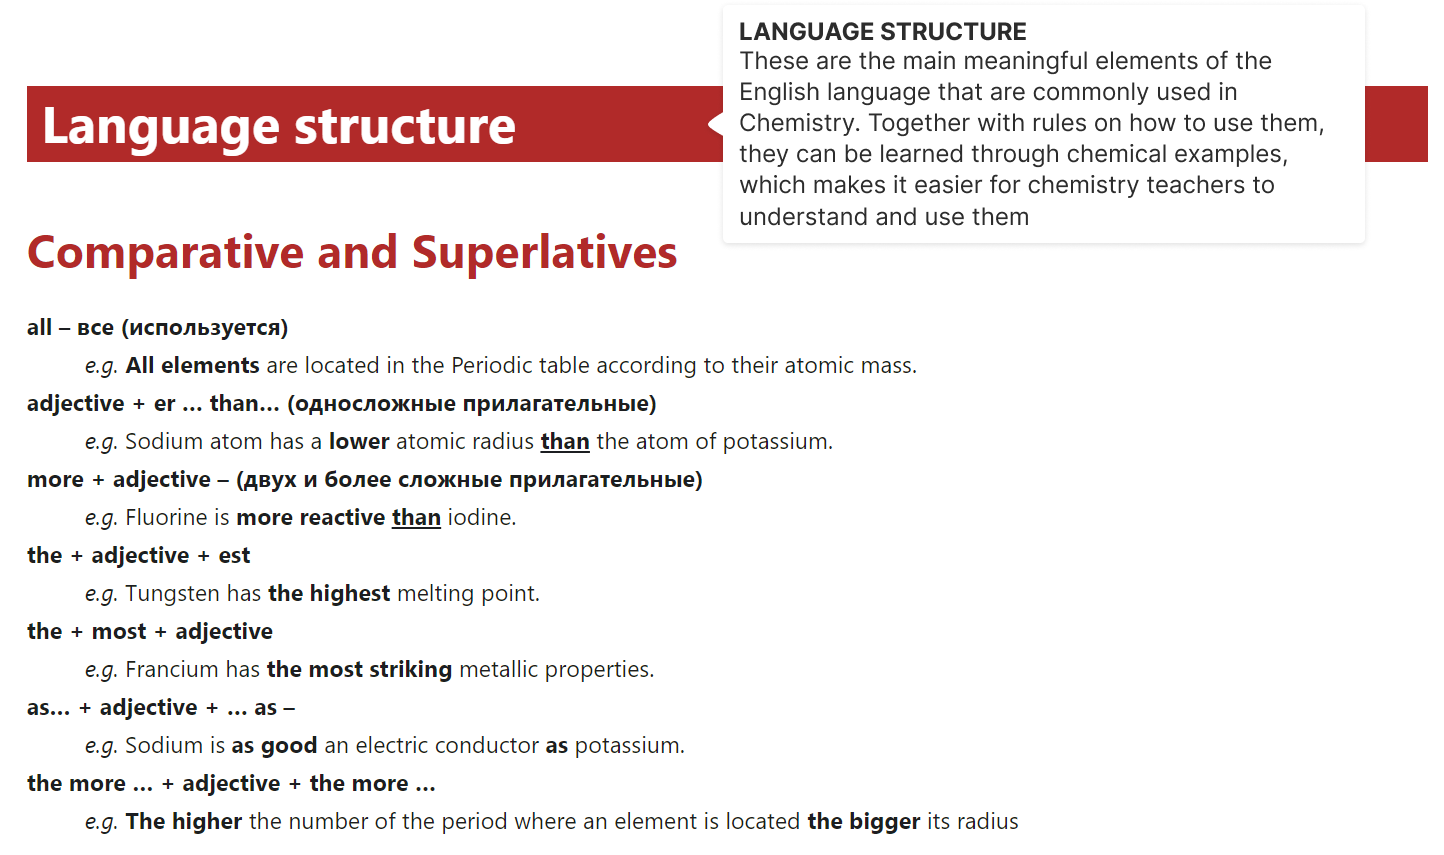 LANGUAGE STRUCTURE
These are the main meaningful elements of the
English language that are commonly used in
Chemistry. Together with rules on how to use them,
they can be learned through chemical examples,
which makes it easier for chemistry teachers to
understand and use them
Language structure
Comparative and Superlatives
all – все (используется)
e.g. All elements are located in the Periodic table according to their atomic mass.
adjective + er … than… (односложные прилагательные)
e.g. Sodium atom has a lower atomic radius than the atom of potassium.
more + adjective – (двух и более сложные прилагательные)
e.g. Fluorine is more reactive than iodine.
the + adjective + est
e.g. Tungsten has the highest melting point.
the + most + adjective
e.g. Francium has the most striking metallic properties.
as… + adjective + … as –
e.g. Sodium is as good an electric conductor as potassium.
the more … + adjective + the more …
e.g. The higher the number of the period where an element is located the bigger its radius